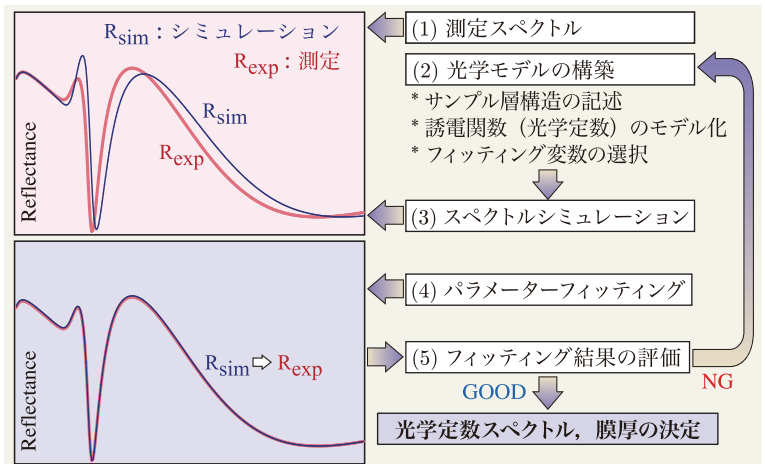 Rsim：シミュレーション
Rexp：測定
Rsim
Rexp
Reflectance
(1) 測定スペクトル
(2) 光学モデルの構築
* サンプル層構造の記述
* 誘電関数（光学定数）のモデル化
* フィッティング変数の選択
(3) スペクトルシミュレーション
(4) パラメーターフィッティング
Reflectance
Rsim ⇨ Rexp
(5) フィッティング結果の評価
GOOD
NG
光学定数スペクトル，膜厚の決定